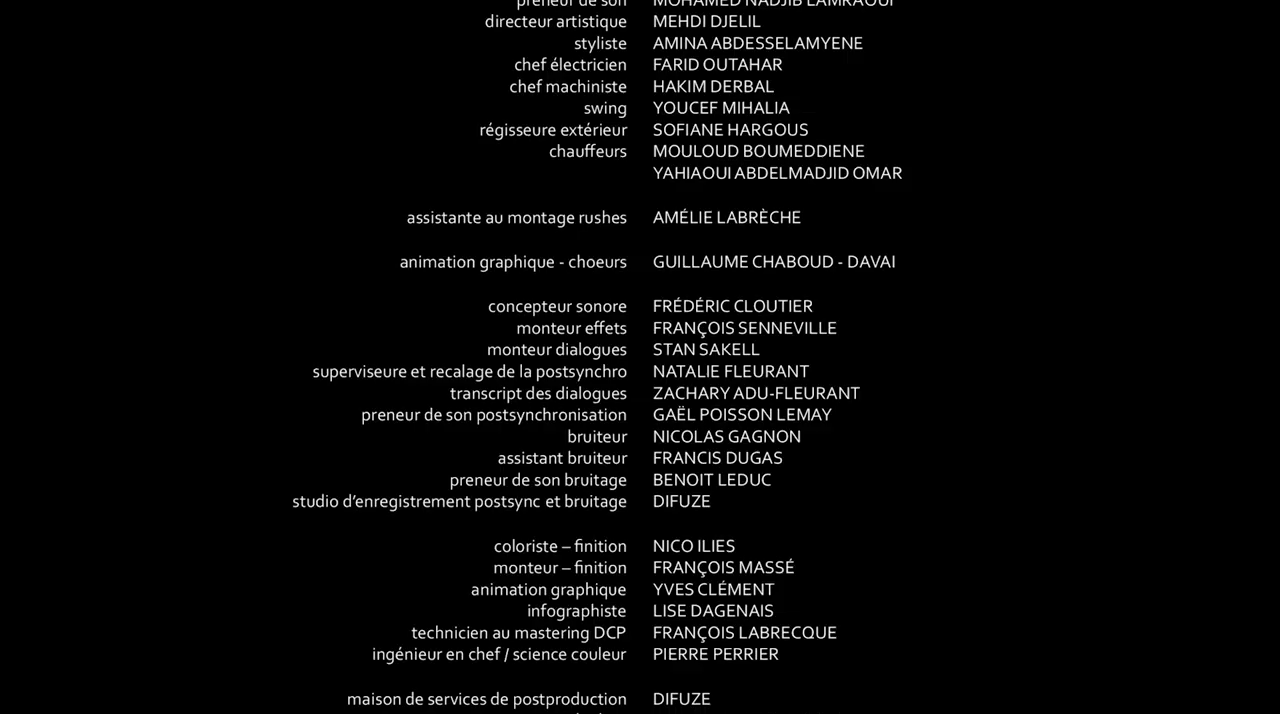 preneur de son MOHAMED NADJIB LAMRAOUI
directeur artistique MEHDI DJELIL
styliste AMINA ABDESSELAMYENE
chef électricien FARID OUTAHAR
chef machiniste HAKIM DERBAL
swing YOUCEF MIHALIA
régisseure extérieur SOFIANE HARGOUS
chauffeurs MOULOUD BOUMEDDIENE
YAHIAOUI ABDELMADJID OMAR
assistante au montage rushes AMÉLIE LABRÈCHE
animation graphique - choeurs GUILLAUME CHABOUD - DAVAI
concepteur sonore FRÉDÉRIC CLOUTIER
monteur effets FRANÇOIS SENNEVILLE
monteur dialogues STAN SAKELL
superviseure et recalage de la postsynchro NATALIE FLEURANT
transcript des dialogues ZACHARY ADU-FLEURANT
preneur de son postsynchronisation GAËL POISSON LEMAY
bruiteur NICOLAS GAGNON
assistant bruiteur FRANCIS DUGAS
preneur de son bruitage BENOIT LEDUC
studio d’enregistrement postsync et bruitage DIFUZE
coloriste – finition NICO ILIES
monteur – finition FRANÇOIS MASSÉ
animation graphique YVES CLÉMENT
infographiste LISE DAGENAIS
technicien au mastering DCP FRANÇOIS LABRECQUE
ingénieur en chef / science couleur PIERRE PERRIER
maison de services de postproduction DIFUZE